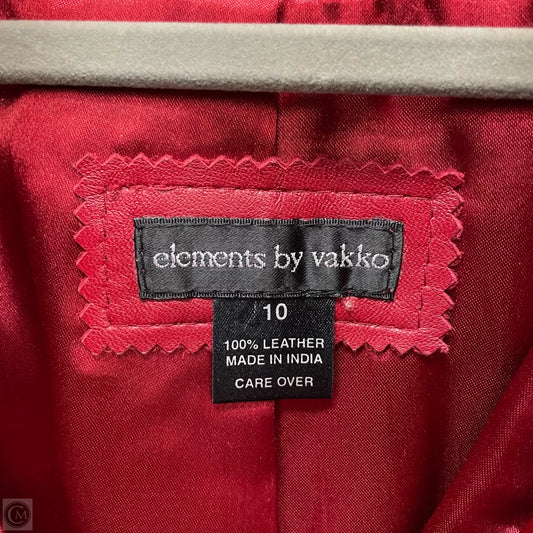 elements by vakko
10
100% LEATHER
MADE IN INDIA
CARE OVER